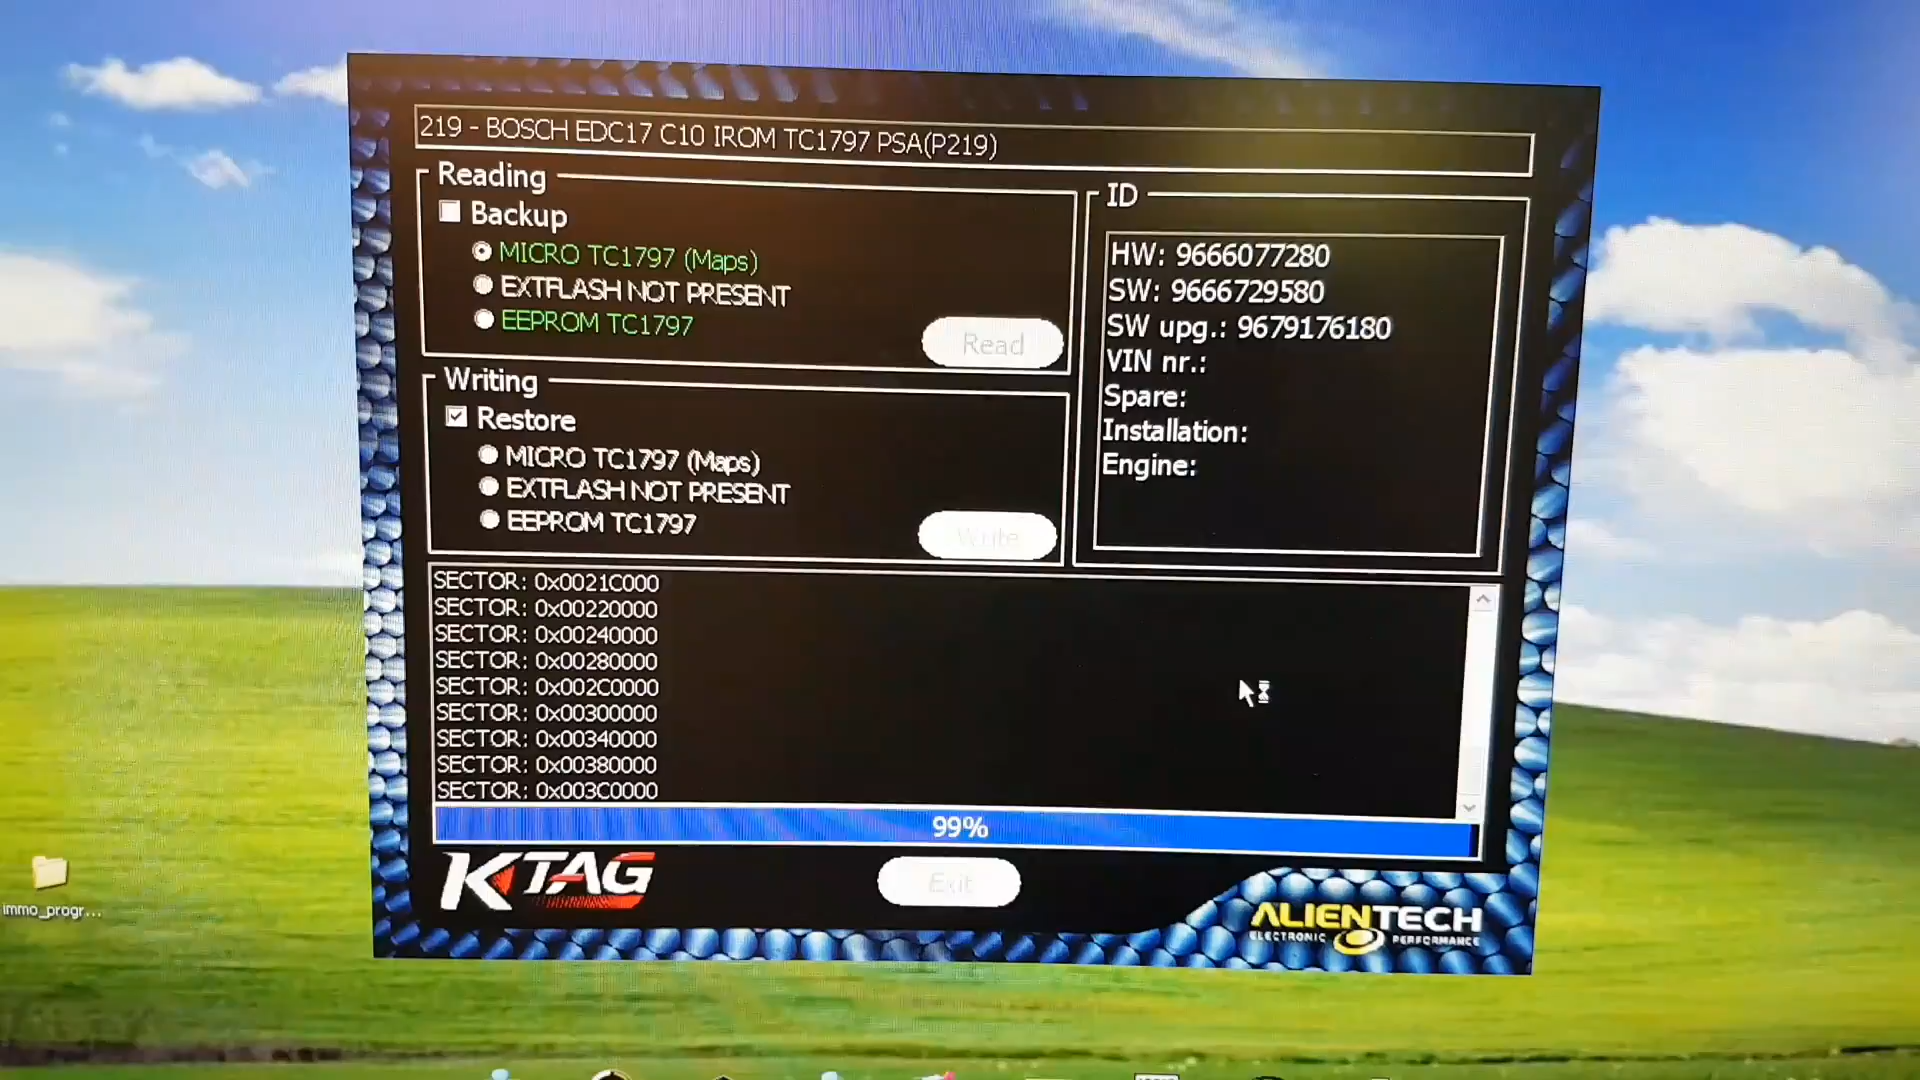 219 - BOSCH EDC17 C10 IROM TC1797 PSA(P219)
Reading
Backup
MICRO TC1797 (Maps)
EXTFLASH NOT PRESENT
EEPROM TC1797
Read
Writing
Restore
MICRO TC1797 (Maps)
EXTFLASH NOT PRESENT
EEPROM TC1797
Write
ID
HW: 9666077280
SW: 9666729580
SW upg.: 9679176180
VIN nr.:
Spare:
Installation:
Engine:
SECTOR: 0x0021C000
SECTOR: 0x00220000
SECTOR: 0x00240000
SECTOR: 0x00280000
SECTOR: 0x002C0000
SECTOR: 0x00300000
SECTOR: 0x00340000
SECTOR: 0x00380000
SECTOR: 0x003C0000
99%
KTAG
Exit
ALIENTECH
ELECTRONIC PERFORMANCE
immo_progr...